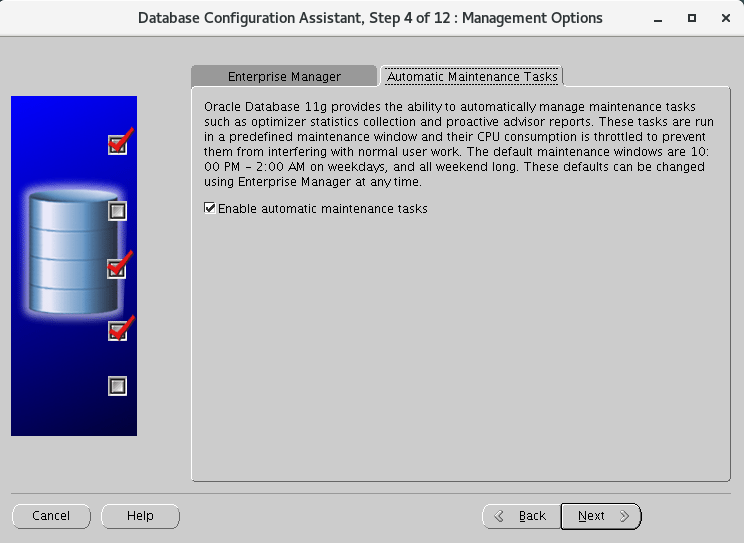 Database Configuration Assistant, Step 4 of 12 : Management Options
Enterprise Manager
Automatic Maintenance Tasks
Oracle Database 11g provides the ability to automatically manage maintenance tasks
such as optimizer statistics collection and proactive advisor reports. These tasks are run
in a predefined maintenance window and their CPU consumption is throttled to prevent
them from interfering with normal user work. The default maintenance windows are 10:
00 PM - 2:00 AM on weekdays, and all weekend long. These defaults can be changed
using Enterprise Manager at any time.
Enable automatic maintenance tasks
Cancel
Help
Back
Next